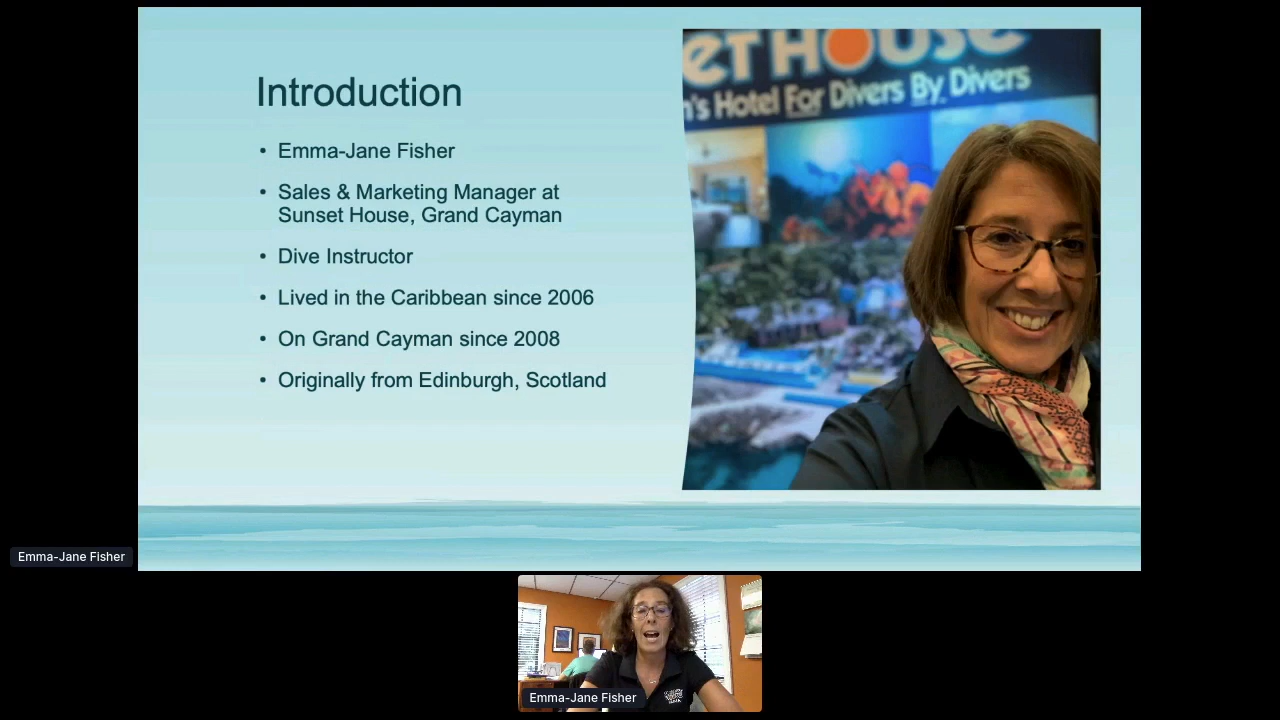 Introduction
• Emma-Jane Fisher
• Sales & Marketing Manager at
Sunset House, Grand Cayman
• Dive Instructor
• Lived in the Caribbean since 2006
• On Grand Cayman since 2008
• Originally from Edinburgh, Scotland
ET HOUSE
n's Hotel For Divers By Divers
Emma-Jane Fisher
Emma-Jane Fisher